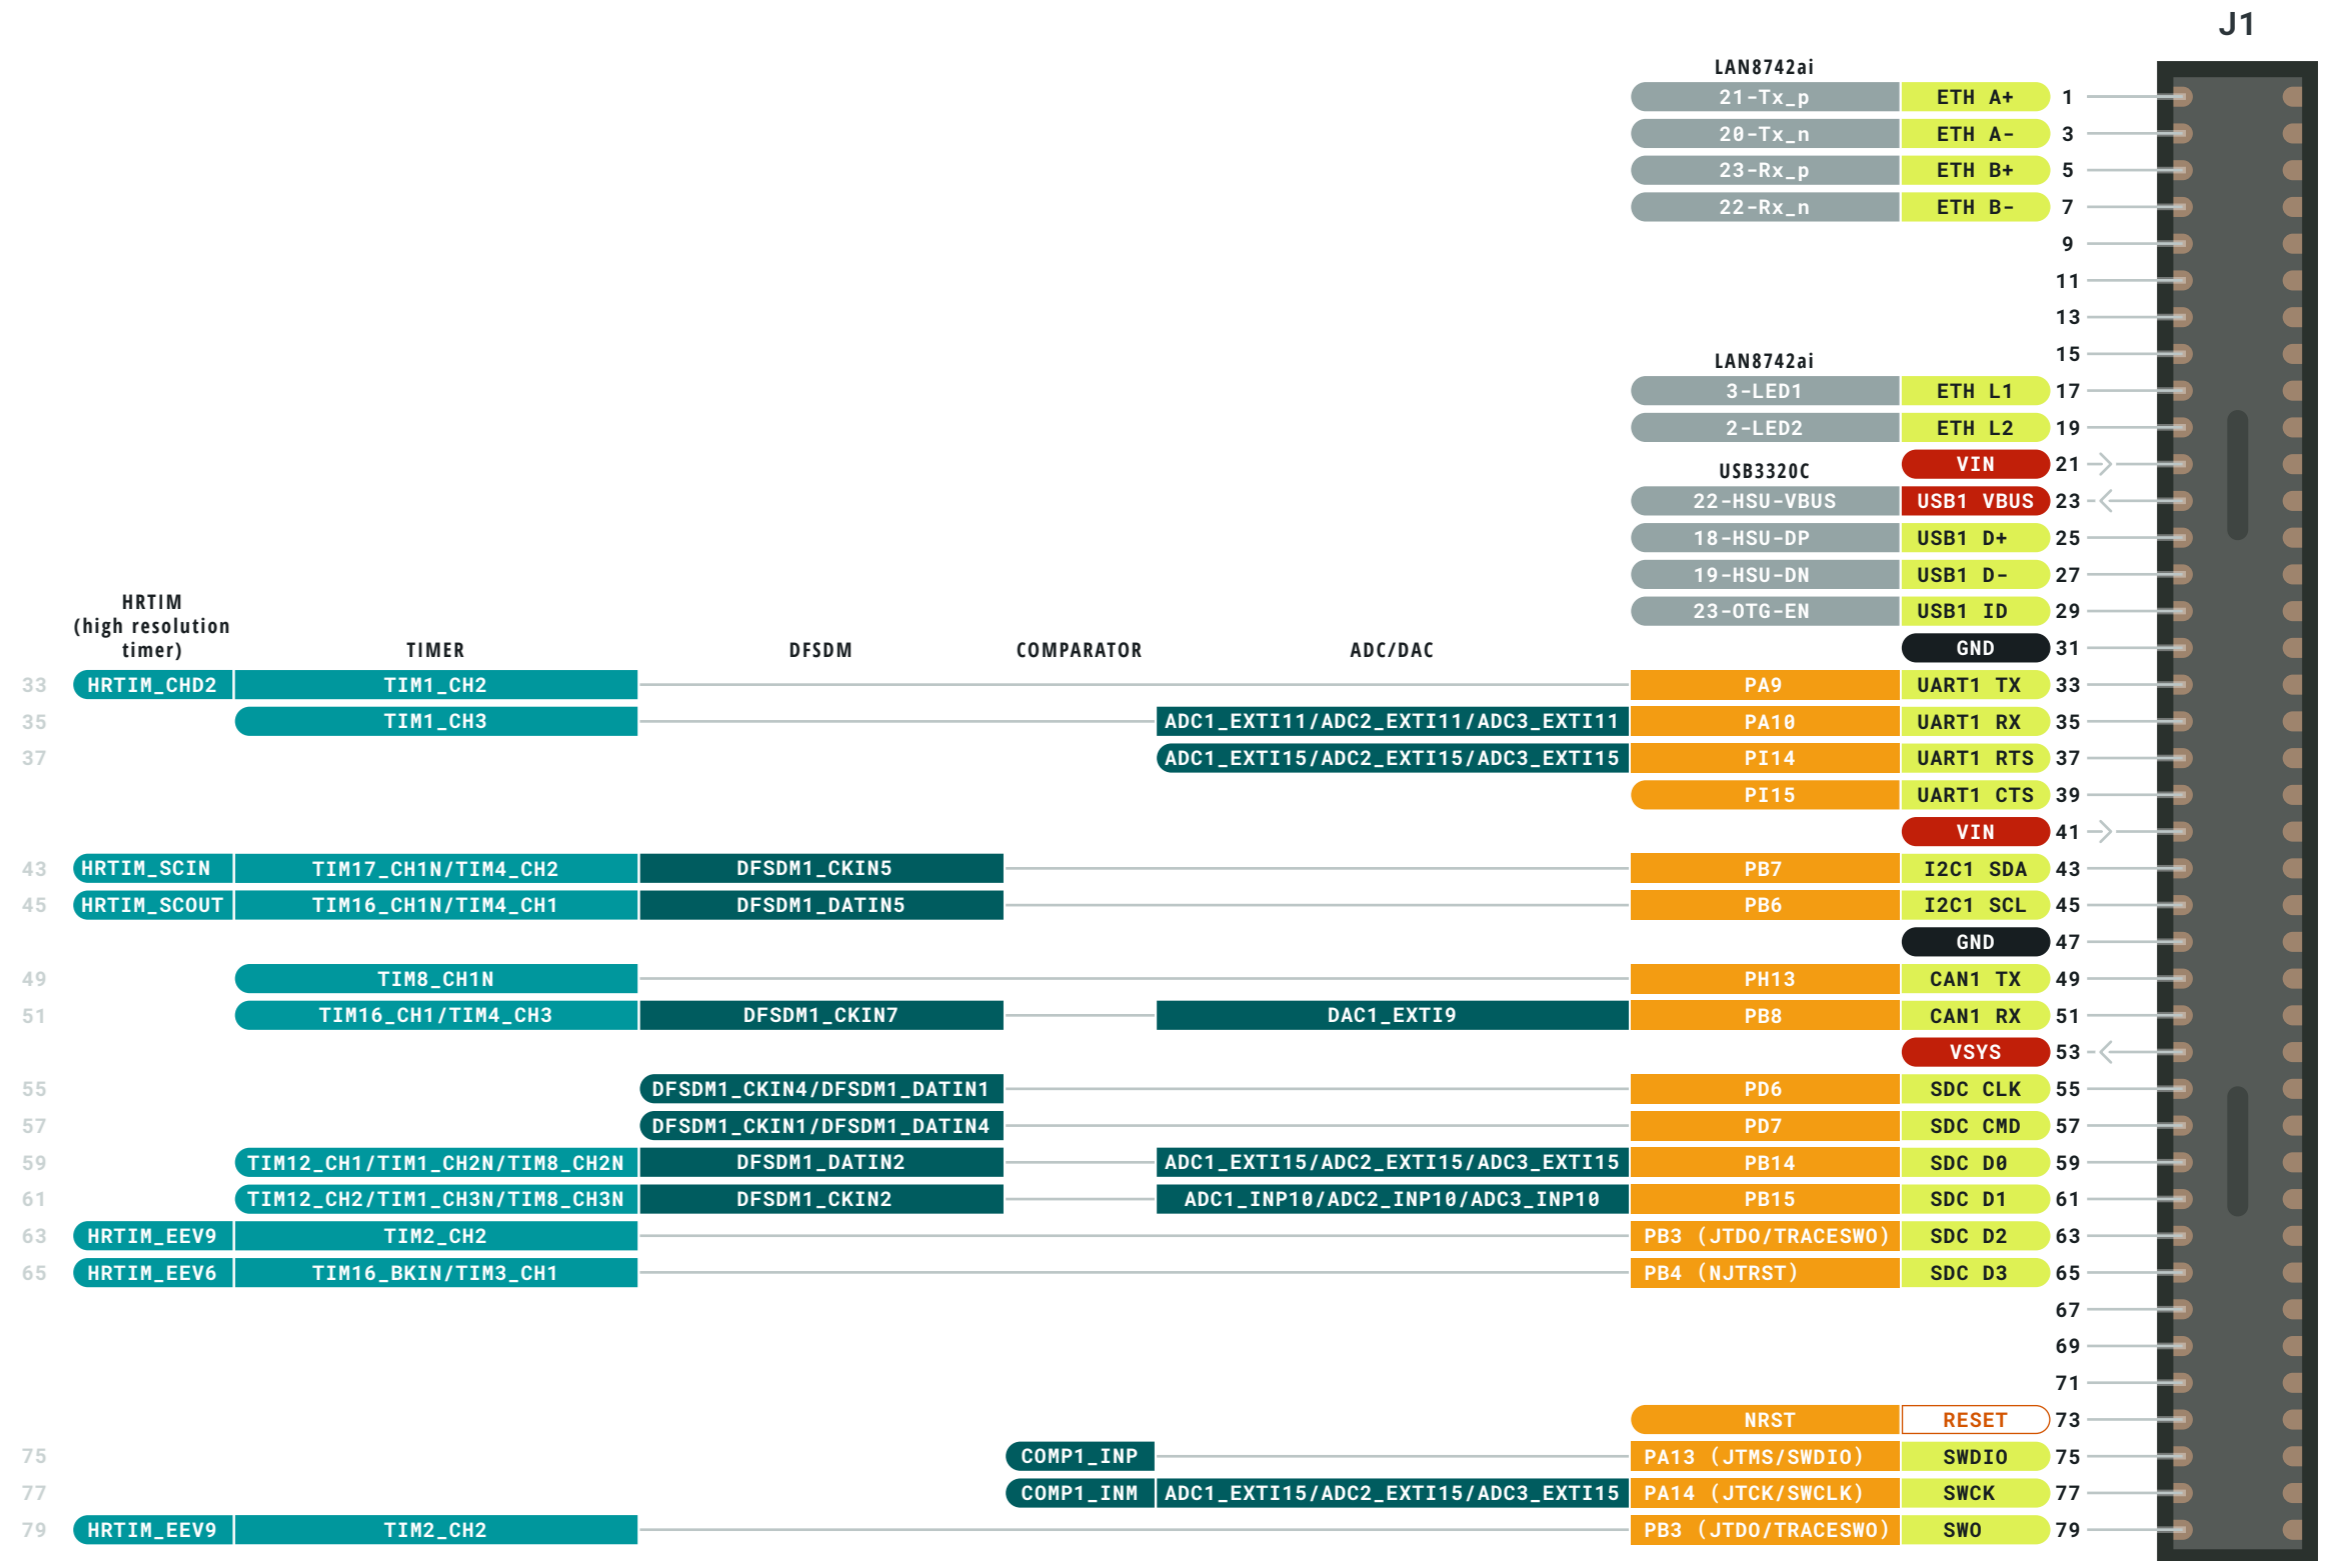 J1
LAN8742ai
21-Tx_p ETH A+ 1
20-Tx_n ETH A- 3
23-Rx_p ETH B+ 5
22-Rx_n ETH B- 7
9
11
13
15
LAN8742ai
3-LED1 ETH L1 17
2-LED2 ETH L2 19
VIN 21
USB3320C
22-HSU-VBUS USB1 VBUS 23
18-HSU-DP USB1 D+ 25
19-HSU-DN USB1 D- 27
23-OTG-EN USB1 ID 29
HRTIM
(high resolution
timer) TIMER DFSDM COMPARATOR ADC/DAC GND 31
33 HRTIM_CHD2 TIM1_CH2 PA9 UART1 TX 33
35 TIM1_CH3 ADC1_EXTI11/ADC2_EXTI11/ADC3_EXTI11 PA10 UART1 RX 35
37 ADC1_EXTI15/ADC2_EXTI15/ADC3_EXTI15 PI14 UART1 RTS 37
PI15 UART1 CTS 39
VIN 41
43 HRTIM_SCIN TIM17_CH1N/TIM4_CH2 DFSDM1_CKIN5 PB7 I2C1 SDA 43
45 HRTIM_SCOUT TIM16_CH1N/TIM4_CH1 DFSDM1_DATIN5 PB6 I2C1 SCL 45
GND 47
49 TIM8_CH1N PH13 CAN1 TX 49
51 TIM16_CH1/TIM4_CH3 DFSDM1_CKIN7 DAC1_EXTI9 PB8 CAN1 RX 51
VSYS 53
55 DFSDM1_CKIN4/DFSDM1_DATIN1 PD6 SDC CLK 55
57 DFSDM1_CKIN1/DFSDM1_DATIN4 PD7 SDC CMD 57
59 TIM12_CH1/TIM1_CH2N/TIM8_CH2N DFSDM1_DATIN2 ADC1_EXTI15/ADC2_EXTI15/ADC3_EXTI15 PB14 SDC D0 59
61 TIM12_CH2/TIM1_CH3N/TIM8_CH3N DFSDM1_CKIN2 ADC1_INP10/ADC2_INP10/ADC3_INP10 PB15 SDC D1 61
63 HRTIM_EEV9 TIM2_CH2 PB3 (JTDO/TRACESWO) SDC D2 63
65 HRTIM_EEV6 TIM16_BKIN/TIM3_CH1 PB4 (NJTRST) SDC D3 65
67
69
71
NRST RESET 73
75 COMP1_INP PA13 (JTMS/SWDIO) SWDIO 75
77 COMP1_INM ADC1_EXTI15/ADC2_EXTI15/ADC3_EXTI15 PA14 (JTCK/SWCLK) SWCK 77
79 HRTIM_EEV9 TIM2_CH2 PB3 (JTDO/TRACESWO) SWO 79